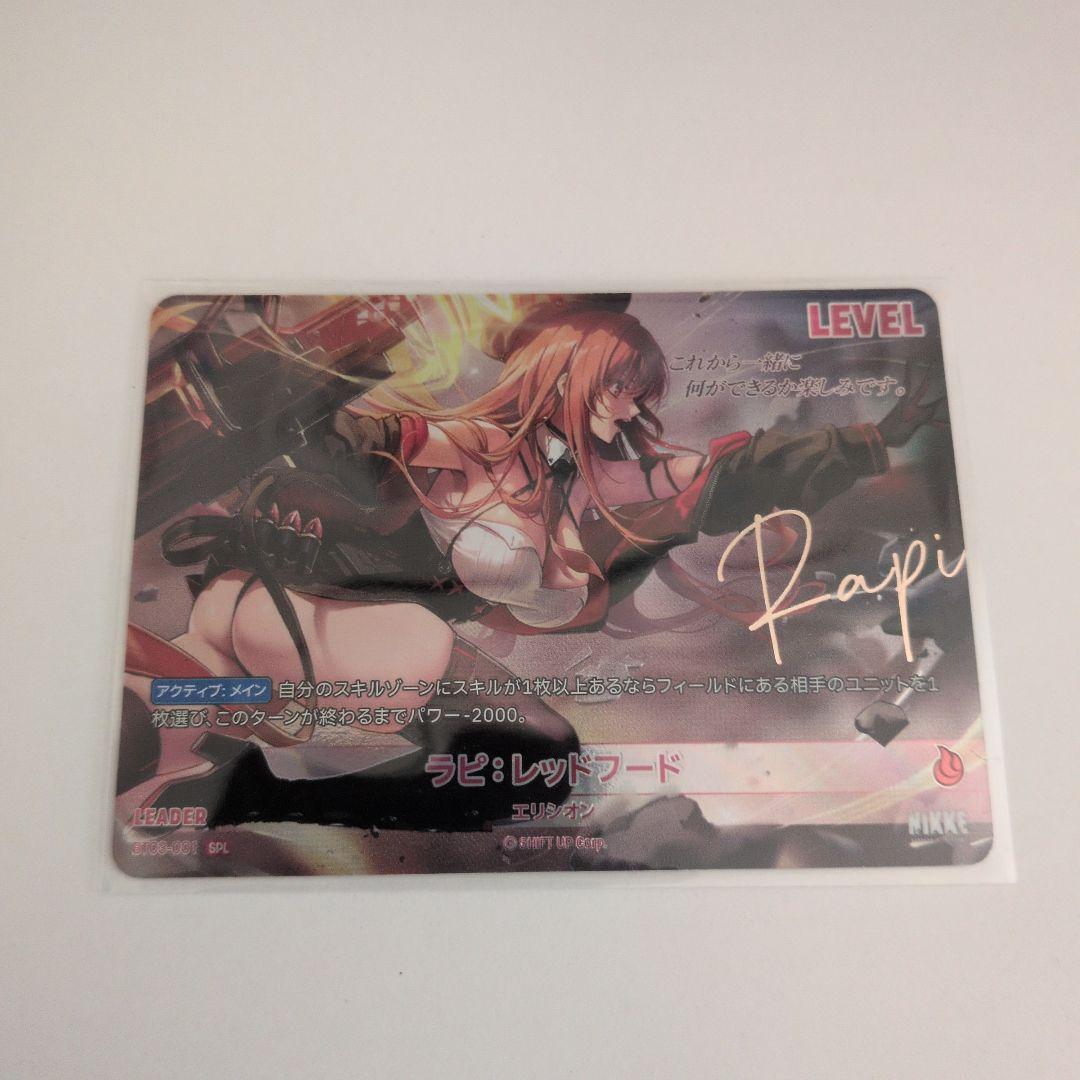 LEVEL
これから一緒に
何ができるか楽しみです。
Rapi
アクティブ: メイン 自分のスキルゾーンにスキルが1枚以上あるならフィールドにある相手のユニットを1
枚選び、このターンが終わるまでパワー-2000。
ラピ：レッドフード
LEADER
エリシオン
NIKKE
BT03-001 SPL
© SHIFT UP Corp.